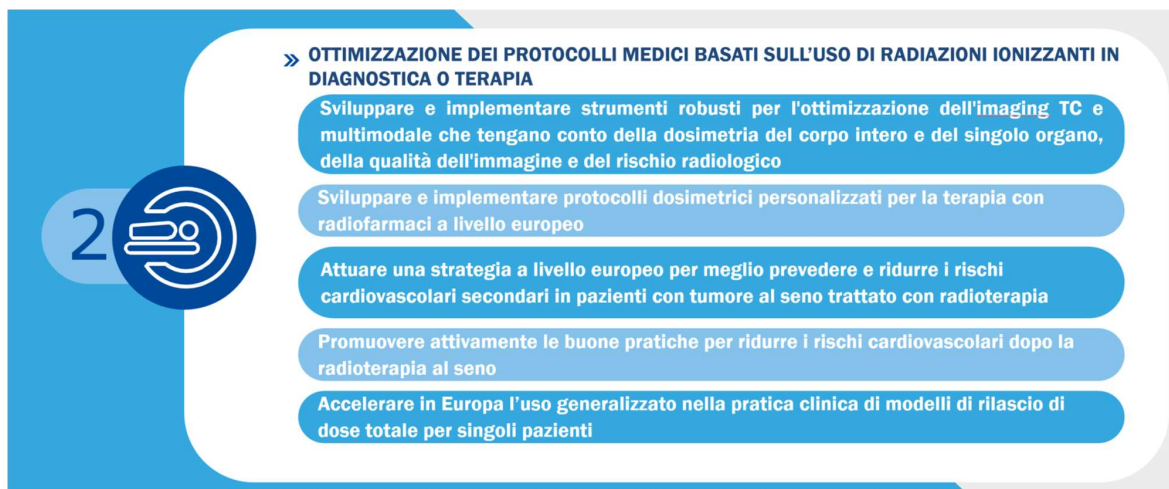 » OTTIMIZZAZIONE DEI PROTOCOLLI MEDICI BASATI SULL'USO DI RADIAZIONI IONIZZANTI IN
DIAGNOSTICA O TERAPIA
Sviluppare e implementare strumenti robusti per l'ottimizzazione dell'imaging TC e
multimodale che tengano conto della dosimetria del corpo intero e del singolo organo,
della qualità dell'immagine e del rischio radiologico
2
Sviluppare e implementare protocolli dosimetrici personalizzati per la terapia con
radiofarmaci a livello europeo
Attuare una strategia a livello europeo per meglio prevedere e ridurre i rischi
cardiovascolari secondari in pazienti con tumore al seno trattato con radioterapia
Promuovere attivamente le buone pratiche per ridurre i rischi cardiovascolari dopo la
radioterapia al seno
Accelerare in Europa l’uso generalizzato nella pratica clinica di modelli di rilascio di
dose totale per singoli pazienti